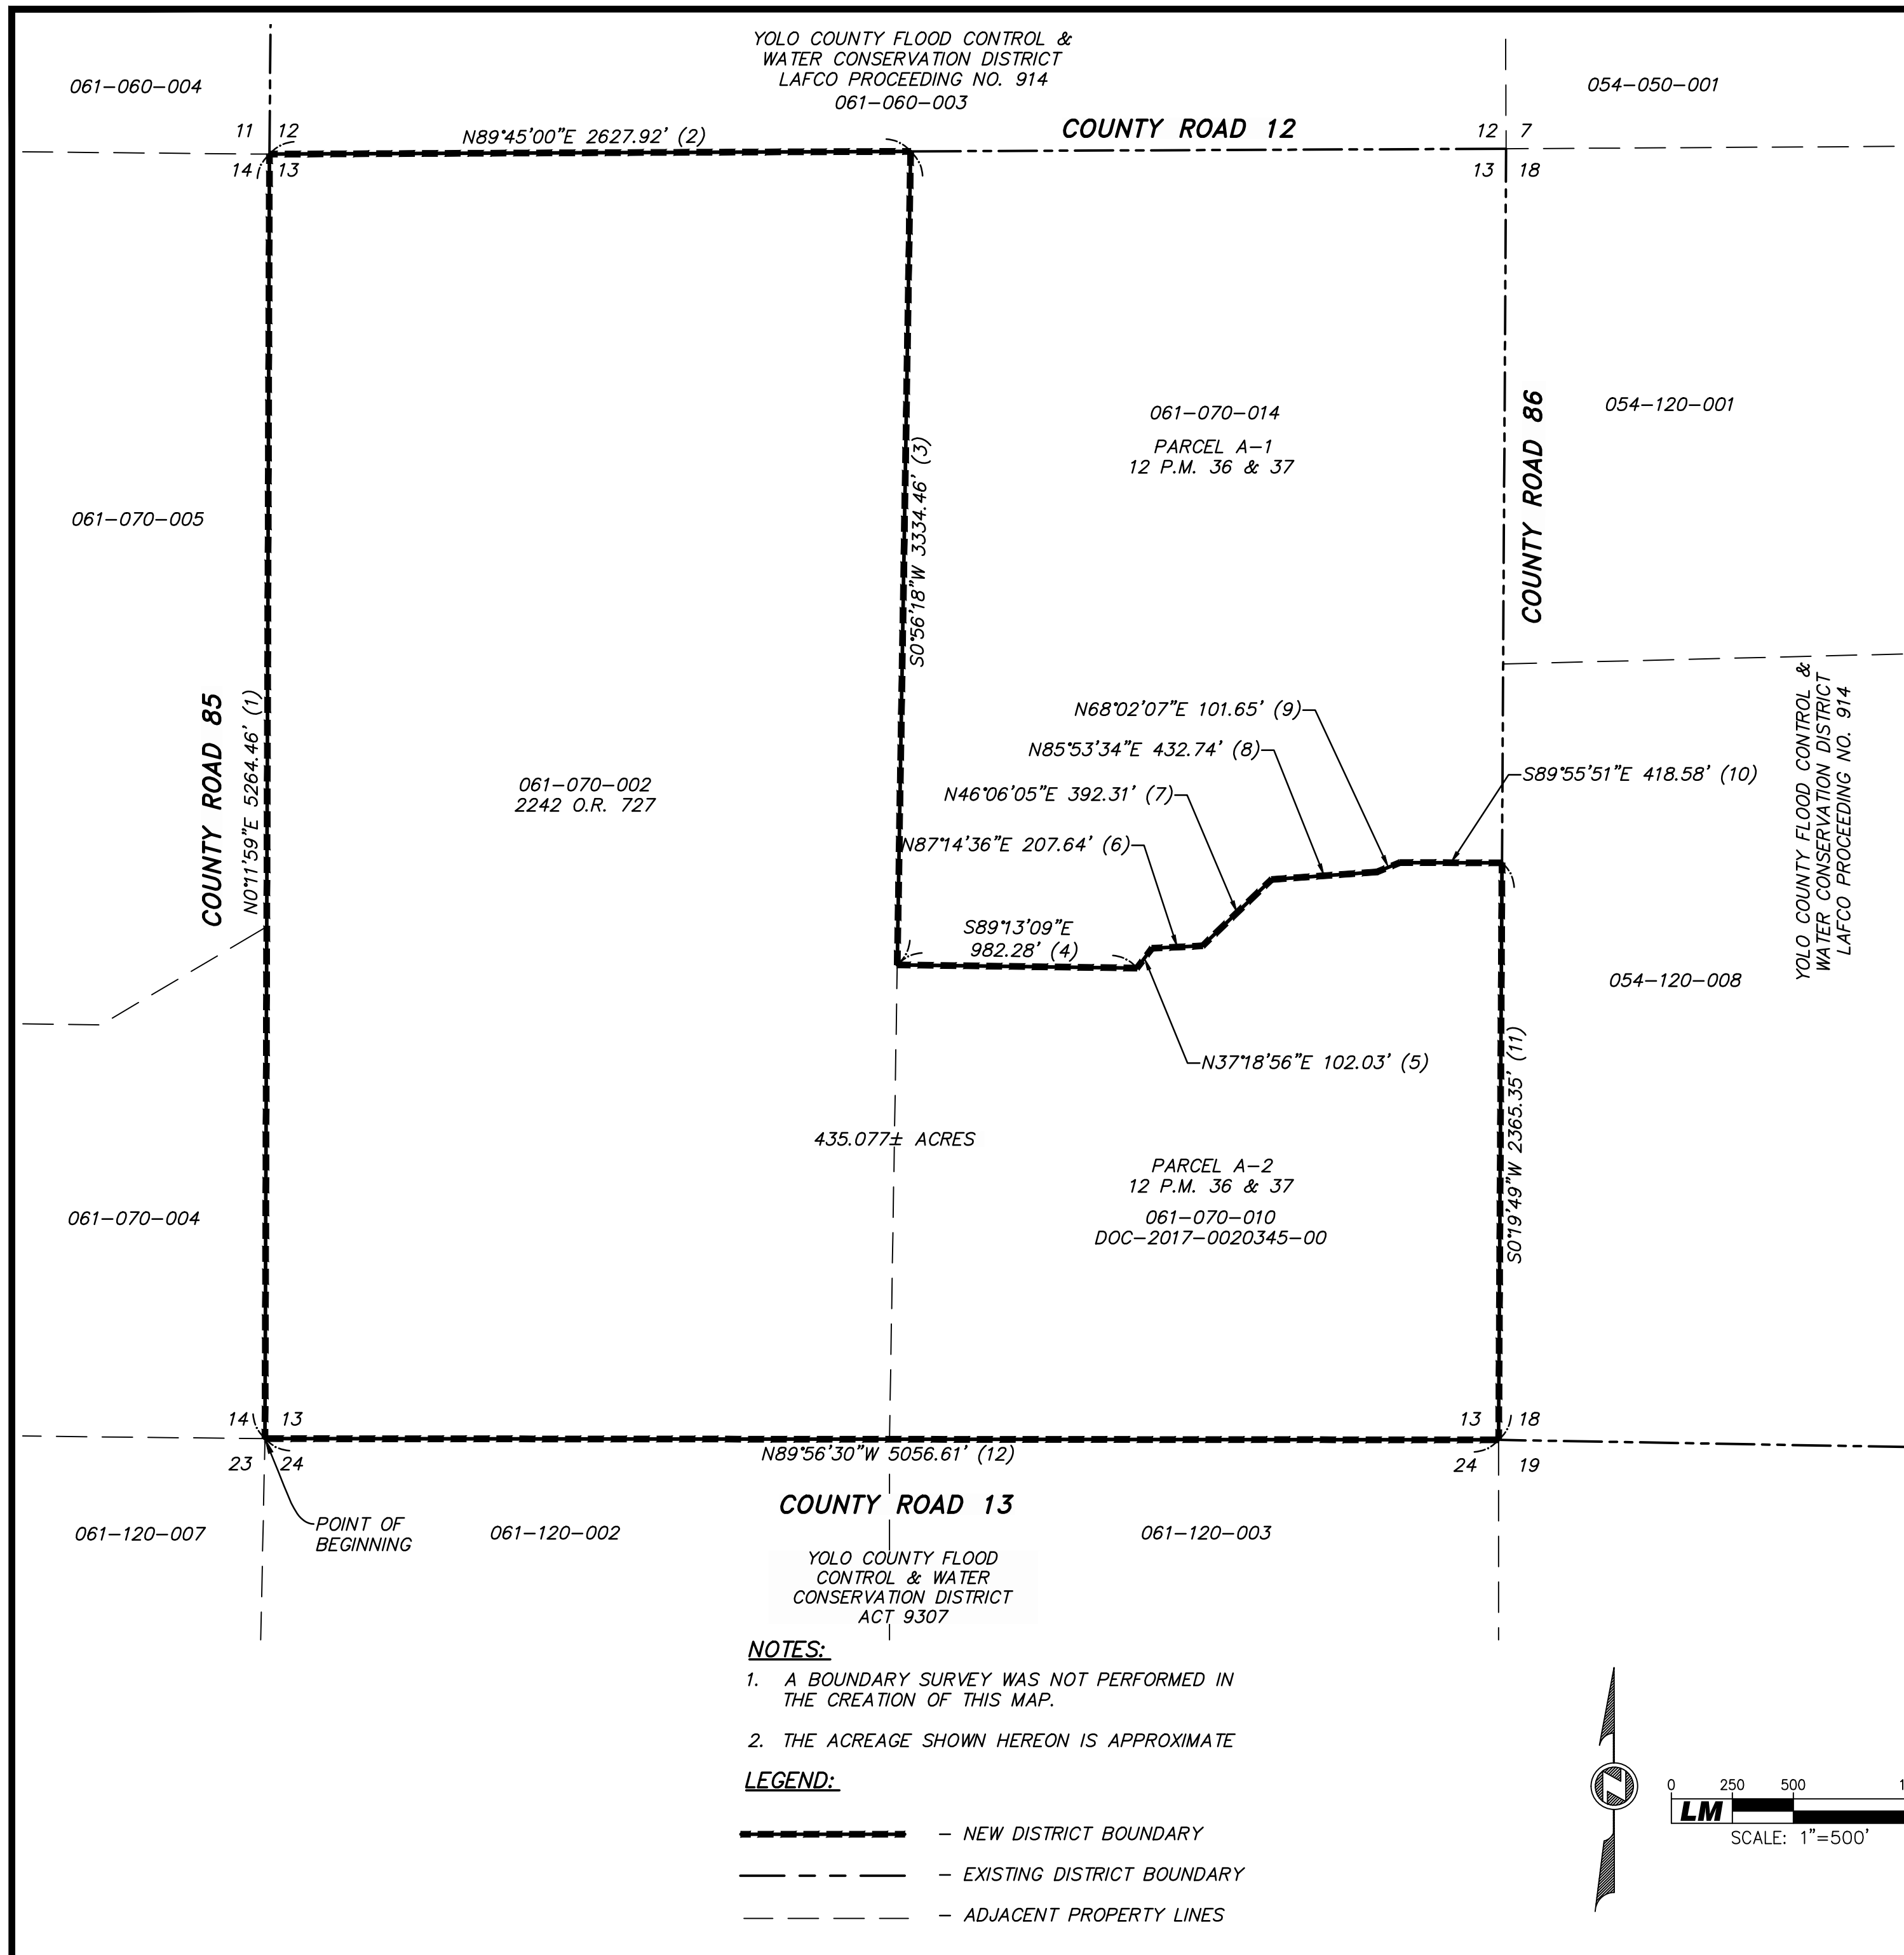 YOLO COUNTY FLOOD CONTROL &
WATER CONSERVATION DISTRICT
LAFCO PROCEEDING NO. 914
061-060-003
061-060-004
054-050-001
11 12
14 13
N89°45'00"E 2627.92' (2)
COUNTY ROAD 12
12 7
13 18
061-070-005
S0°56'18"W 3334.46' (3)
061-070-014
PARCEL A-1
12 P.M. 36 & 37
COUNTY ROAD 86
054-120-001
COUNTY ROAD 85
N0°11'59"E 5264.46' (1)
061-070-002
2242 O.R. 727
N68°02'07"E 101.65' (9)
N85°53'34"E 432.74' (8)
N46°06'05"E 392.31' (7)
N87°14'36"E 207.64' (6)
S89°55'51"E 418.58' (10)
YOLO COUNTY FLOOD CONTROL &
WATER CONSERVATION DISTRICT
LAFCO PROCEEDING NO. 914
S89°13'09"E
982.28' (4)
054-120-008
N37°18'56"E 102.03' (5)
S0°19'49"W 2365.35' (11)
435.077± ACRES
PARCEL A-2
12 P.M. 36 & 37
061-070-010
DOC-2017-0020345-00
061-070-004
14 13
23 24
13 18
24 19
N89°56'30"W 5056.61' (12)
COUNTY ROAD 13
POINT OF
BEGINNING
061-120-007
061-120-002
061-120-003
YOLO COUNTY FLOOD
CONTROL & WATER
CONSERVATION DISTRICT
ACT 9307
NOTES:
1. A BOUNDARY SURVEY WAS NOT PERFORMED IN
THE CREATION OF THIS MAP.
2. THE ACREAGE SHOWN HEREON IS APPROXIMATE
LEGEND:
- NEW DISTRICT BOUNDARY
- EXISTING DISTRICT BOUNDARY
- ADJACENT PROPERTY LINES
N
0 250 500
LM
SCALE: 1"=500'